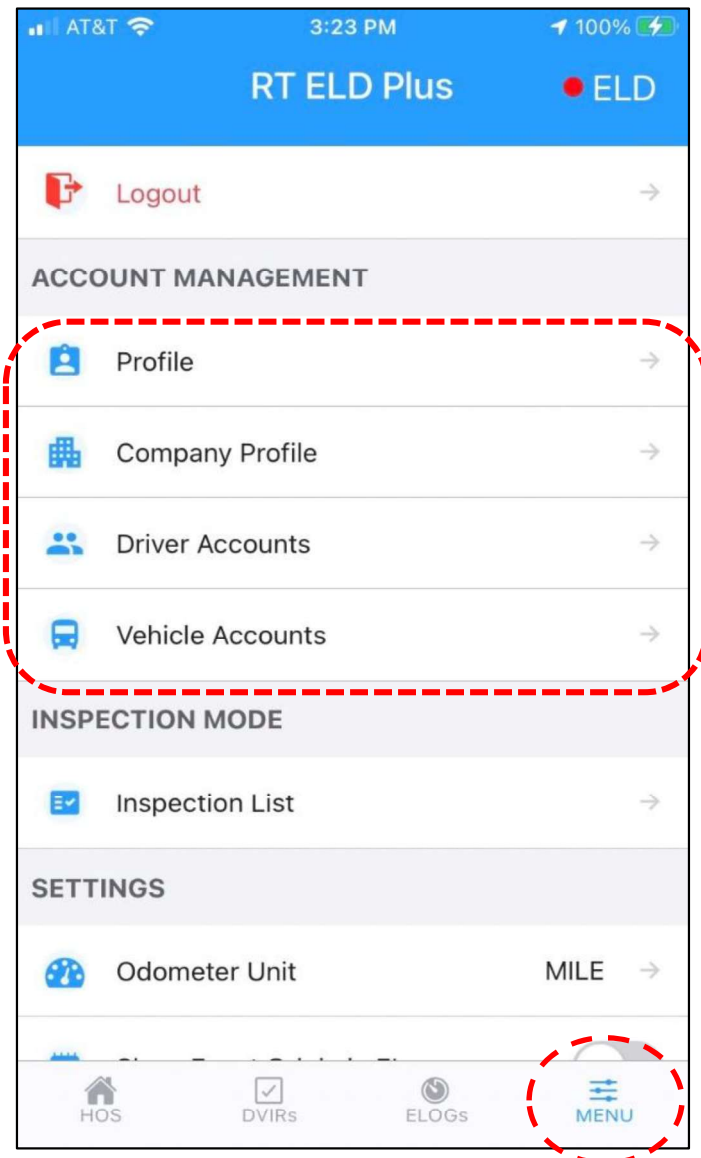 AT&T 3:23 PM 100%
RT ELD Plus ELD
Logout
ACCOUNT MANAGEMENT
Profile
Company Profile
Driver Accounts
Vehicle Accounts
INSPECTION MODE
Inspection List
SETTINGS
Odometer Unit MILE
HOS DVIRs ELOGs MENU